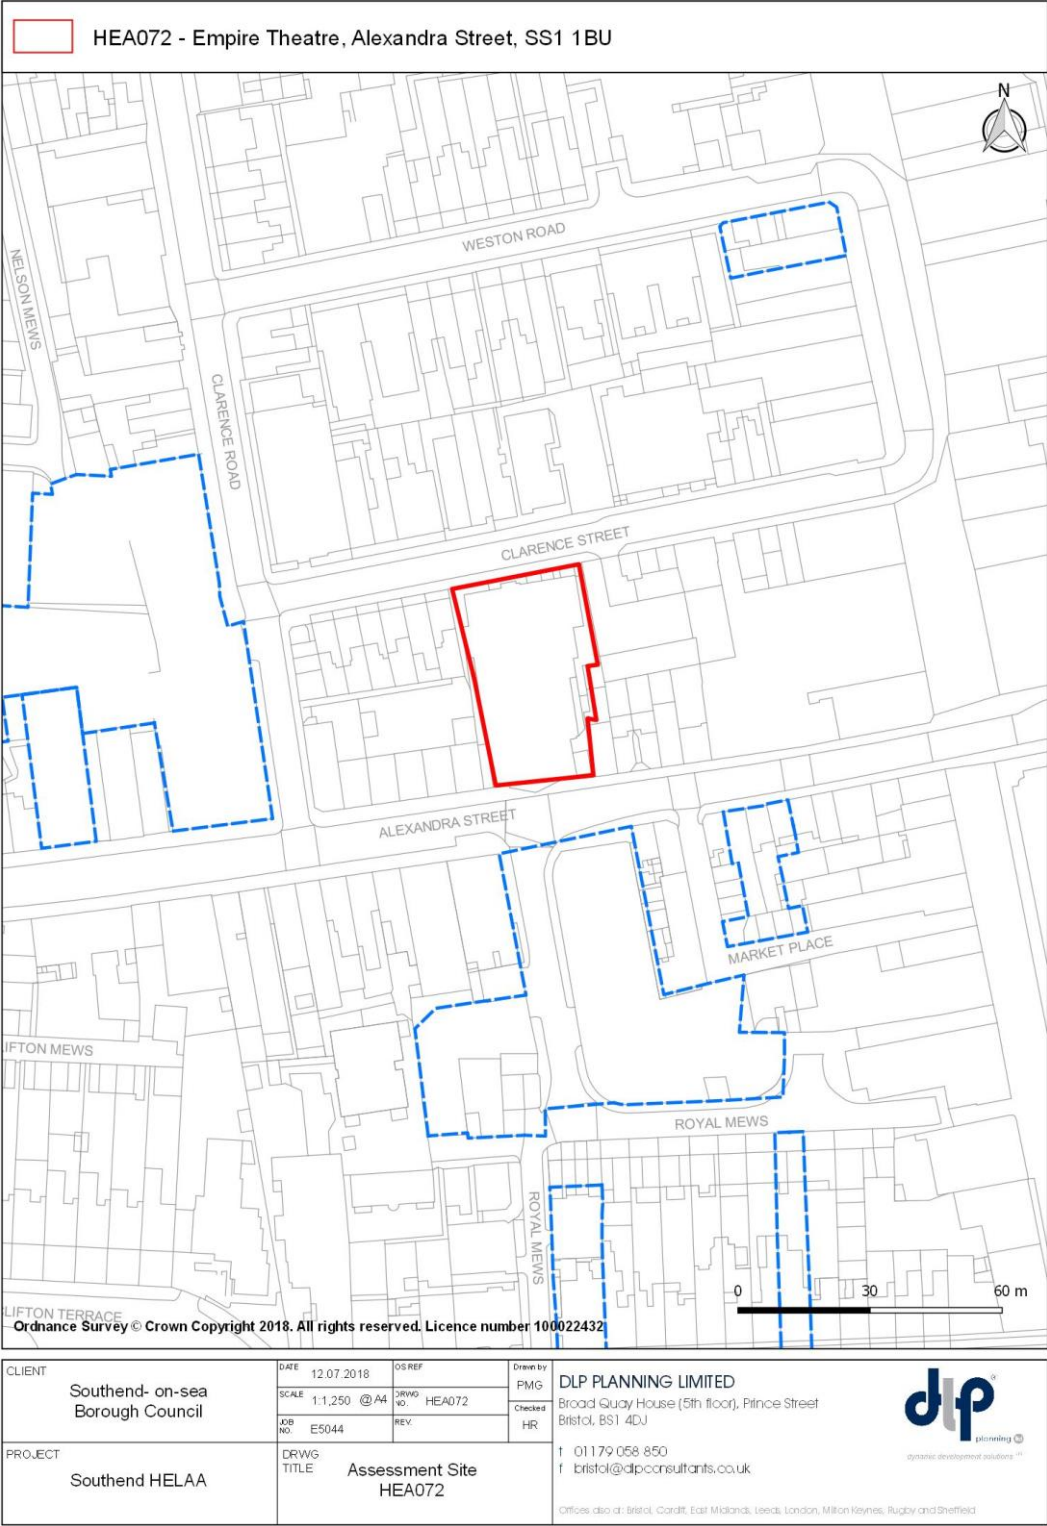 HEA072 - Empire Theatre, Alexandra Street, SS1 1BU
N
WESTON ROAD
NELSON MEWS
CLARENCE ROAD
CLARENCE STREET
ALEXANDRA STREET
MARKET PLACE
LIFTON MEWS
ROYAL MEWS
ROYAL MEWS
0 30 60 m
CLIFTON TERRACE
Ordnance Survey © Crown Copyright 2018. All rights reserved. Licence number 100022432
CLIENT
Southend- on-sea
Borough Council
DATE 12.07.2018
OS REF
SCALE 1:1,250 @ A4
DRWG NO. HEA072
JOB NO. E5044
REV.
Drawn by
PMG
Checked
HR
PROJECT
Southend HELAA
DRWG TITLE
Assessment Site
HEA072
DLP PLANNING LIMITED
Broad Quay House (5th floor), Prince Street
Bristol, BS1 4DJ
t 01179 058 850
f bristol@dlpconsultants.co.uk
Offices also at: Bristol, Cardiff, East Midlands, Leeds, London, Milton Keynes, Rugby and Sheffield
dlp
planning ltd
dynamic development solutions ™